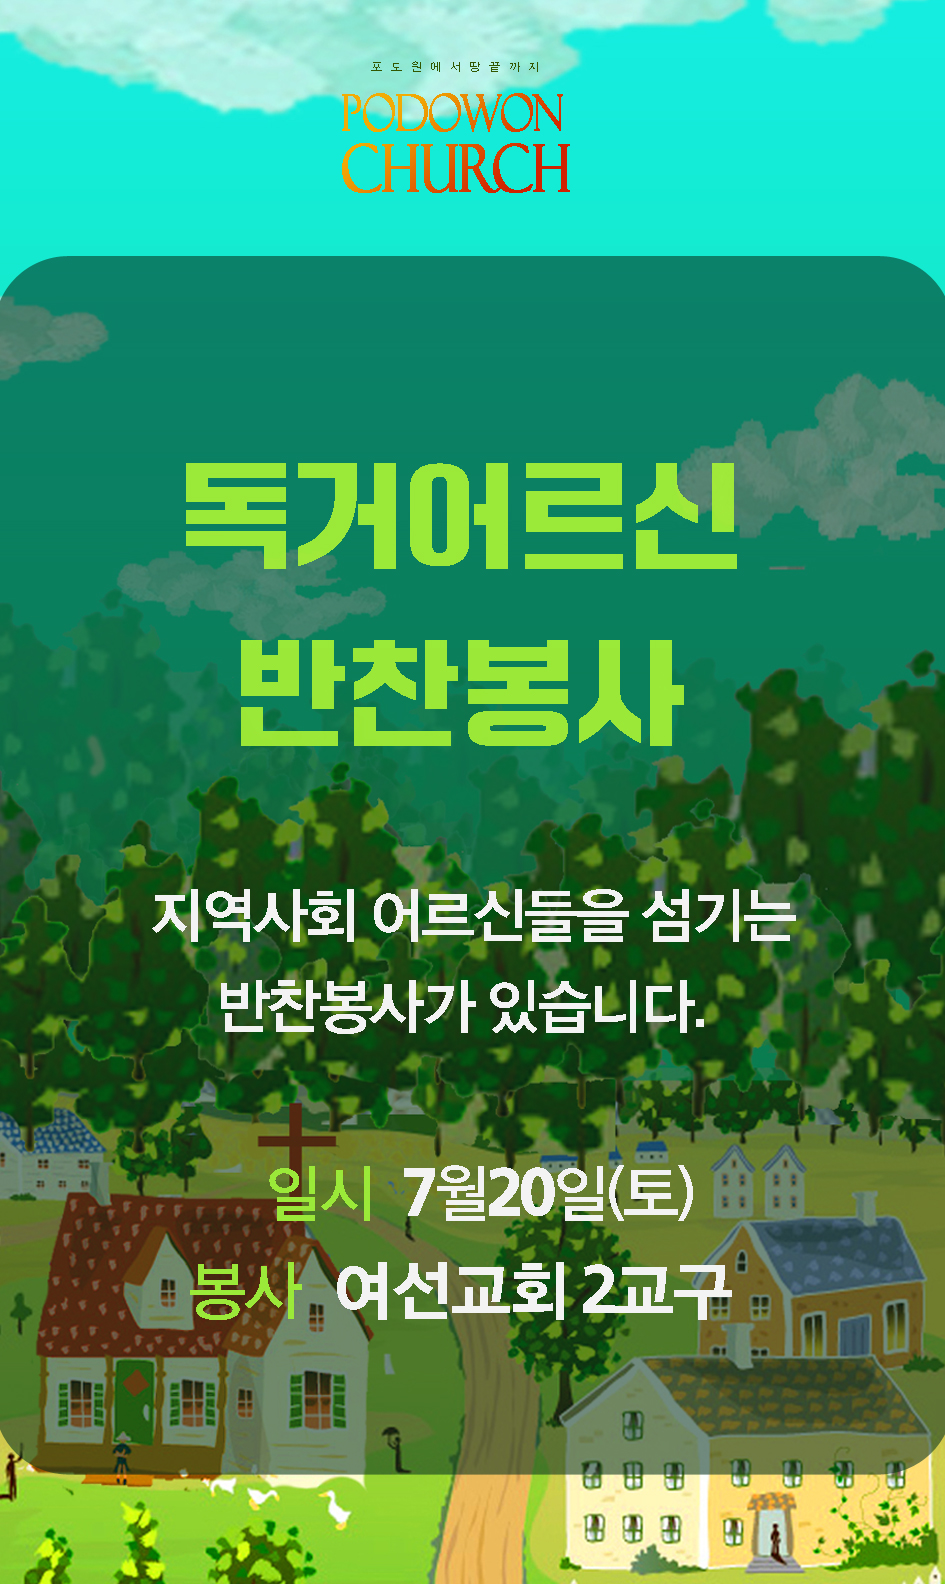 포도원에서땅끝까지
PODOWON
CHURCH
독거어르신
반찬봉사
지역사회 어르신들을 섬기는
반찬봉사가 있습니다.
일시 7월20일(토)
봉사 여선교회 2교구